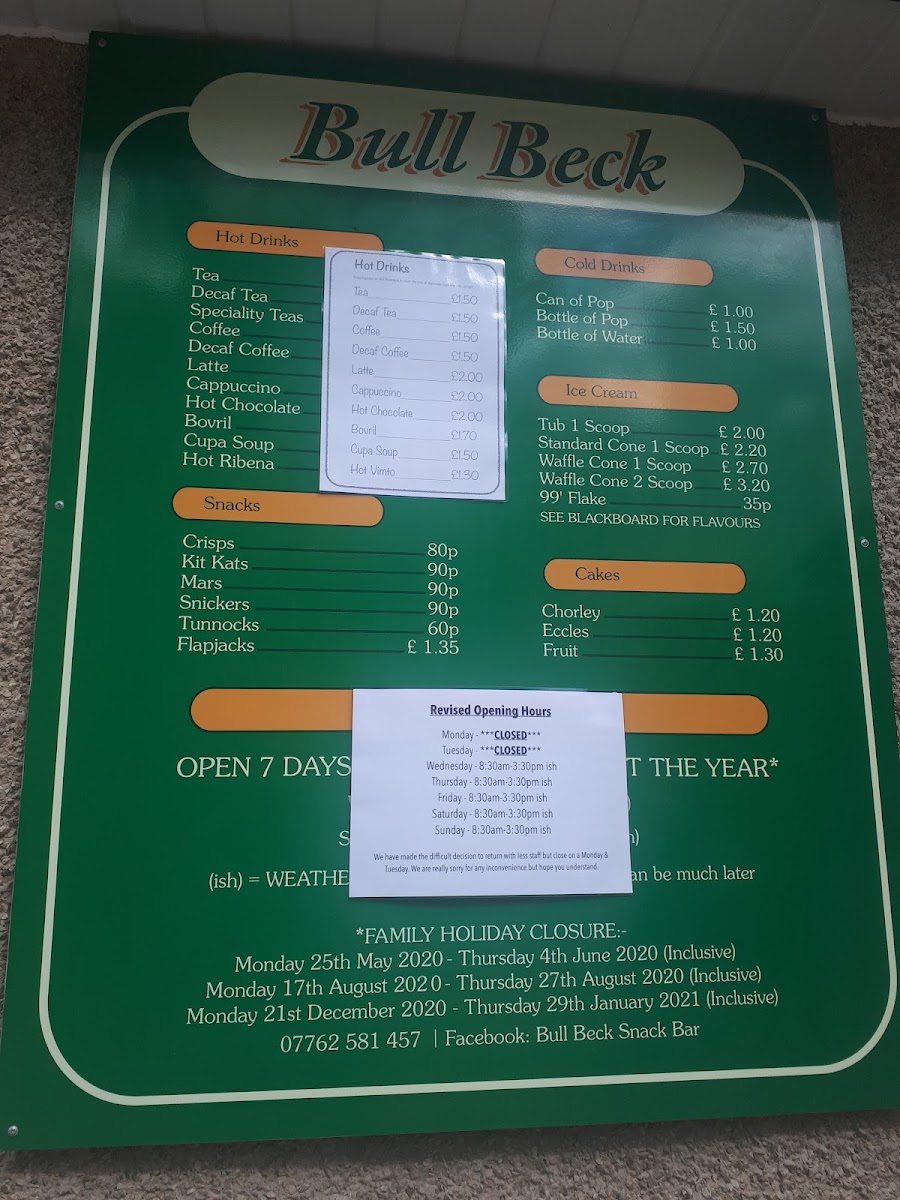 Bull Beck
Hot Drinks
Tea
Decaf Tea
Speciality Teas
Coffee
Decaf Coffee
Latte
Cappuccino
Hot Chocolate
Bovril
Cupa Soup
Hot Ribena
Hot Drinks
Tea £1.50
Decaf Tea £1.50
Coffee £1.50
Decaf Coffee £1.50
Latte £2.00
Cappuccino £2.00
Hot Chocolate £2.00
Bovril £1.70
Cupa Soup £1.50
Hot Vimto £1.30
Snacks
Crisps 80p
Kit Kats 90p
Mars 90p
Snickers 90p
Tunnocks 60p
Flapjacks £ 1.35
Cold Drinks
Can of Pop £ 1.00
Bottle of Pop £ 1.50
Bottle of Water £ 1.00
Ice Cream
Tub 1 Scoop £ 2.00
Standard Cone 1 Scoop £ 2.20
Waffle Cone 1 Scoop £ 2.70
Waffle Cone 2 Scoop £ 3.20
99' Flake 35p
SEE BLACKBOARD FOR FLAVOURS
Cakes
Chorley £ 1.20
Eccles £ 1.20
Fruit £ 1.30
Revised Opening Hours
Monday - ***CLOSED***
Tuesday - ***CLOSED***
Wednesday - 8:30am-3:30pm ish
Thursday - 8:30am-3:30pm ish
Friday - 8:30am-3:30pm ish
Saturday - 8:30am-3:30pm ish
Sunday - 8:30am-3:30pm ish
We have made the difficult decision to return with less staff but close on a Monday &
Tuesday. We are really sorry for any inconvenience but hope you understand.
OPEN 7 DAYS T THE YEAR*
(ish) = WEATHE an be much later
*FAMILY HOLIDAY CLOSURE:-
Monday 25th May 2020 - Thursday 4th June 2020 (Inclusive)
Monday 17th August 2020 - Thursday 27th August 2020 (Inclusive)
Monday 21st December 2020 - Thursday 29th January 2021 (Inclusive)
07762 581 457 | Facebook: Bull Beck Snack Bar